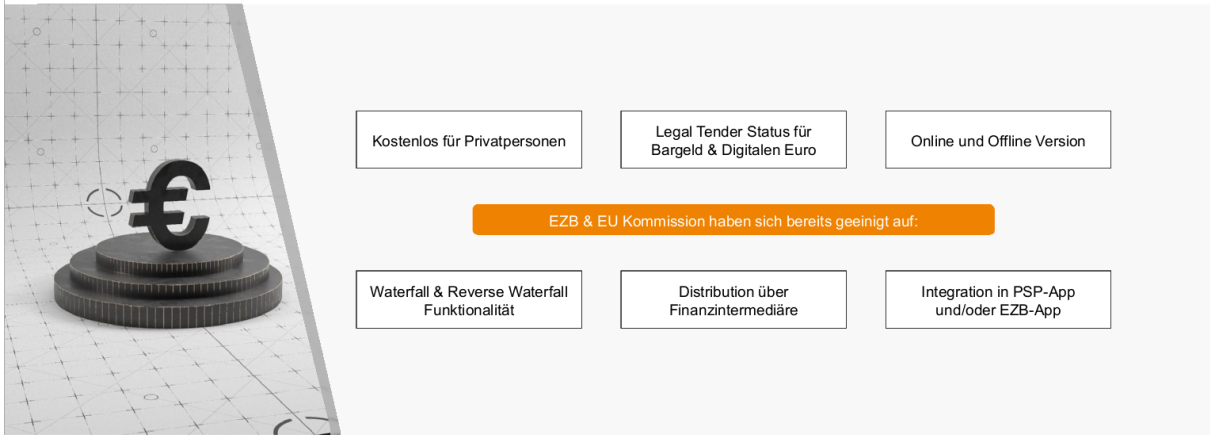 Kostenlos für Privatpersonen
Legal Tender Status für
Bargeld & Digitalen Euro
Online und Offline Version
EZB & EU Kommission haben sich bereits geeinigt auf:
Waterfall & Reverse Waterfall
Funktionalität
Distribution über
Finanzintermediäre
Integration in PSP-App
und/oder EZB-App